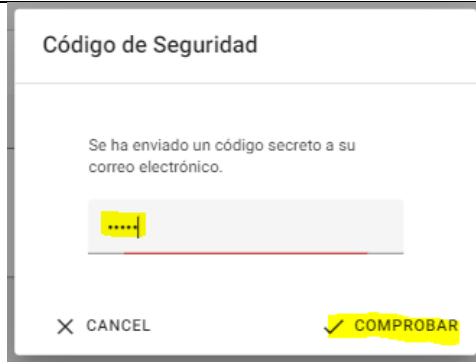 Código de Seguridad
Se ha enviado un código secreto a su
correo electrónico.
•••••
CANCEL
COMPROBAR